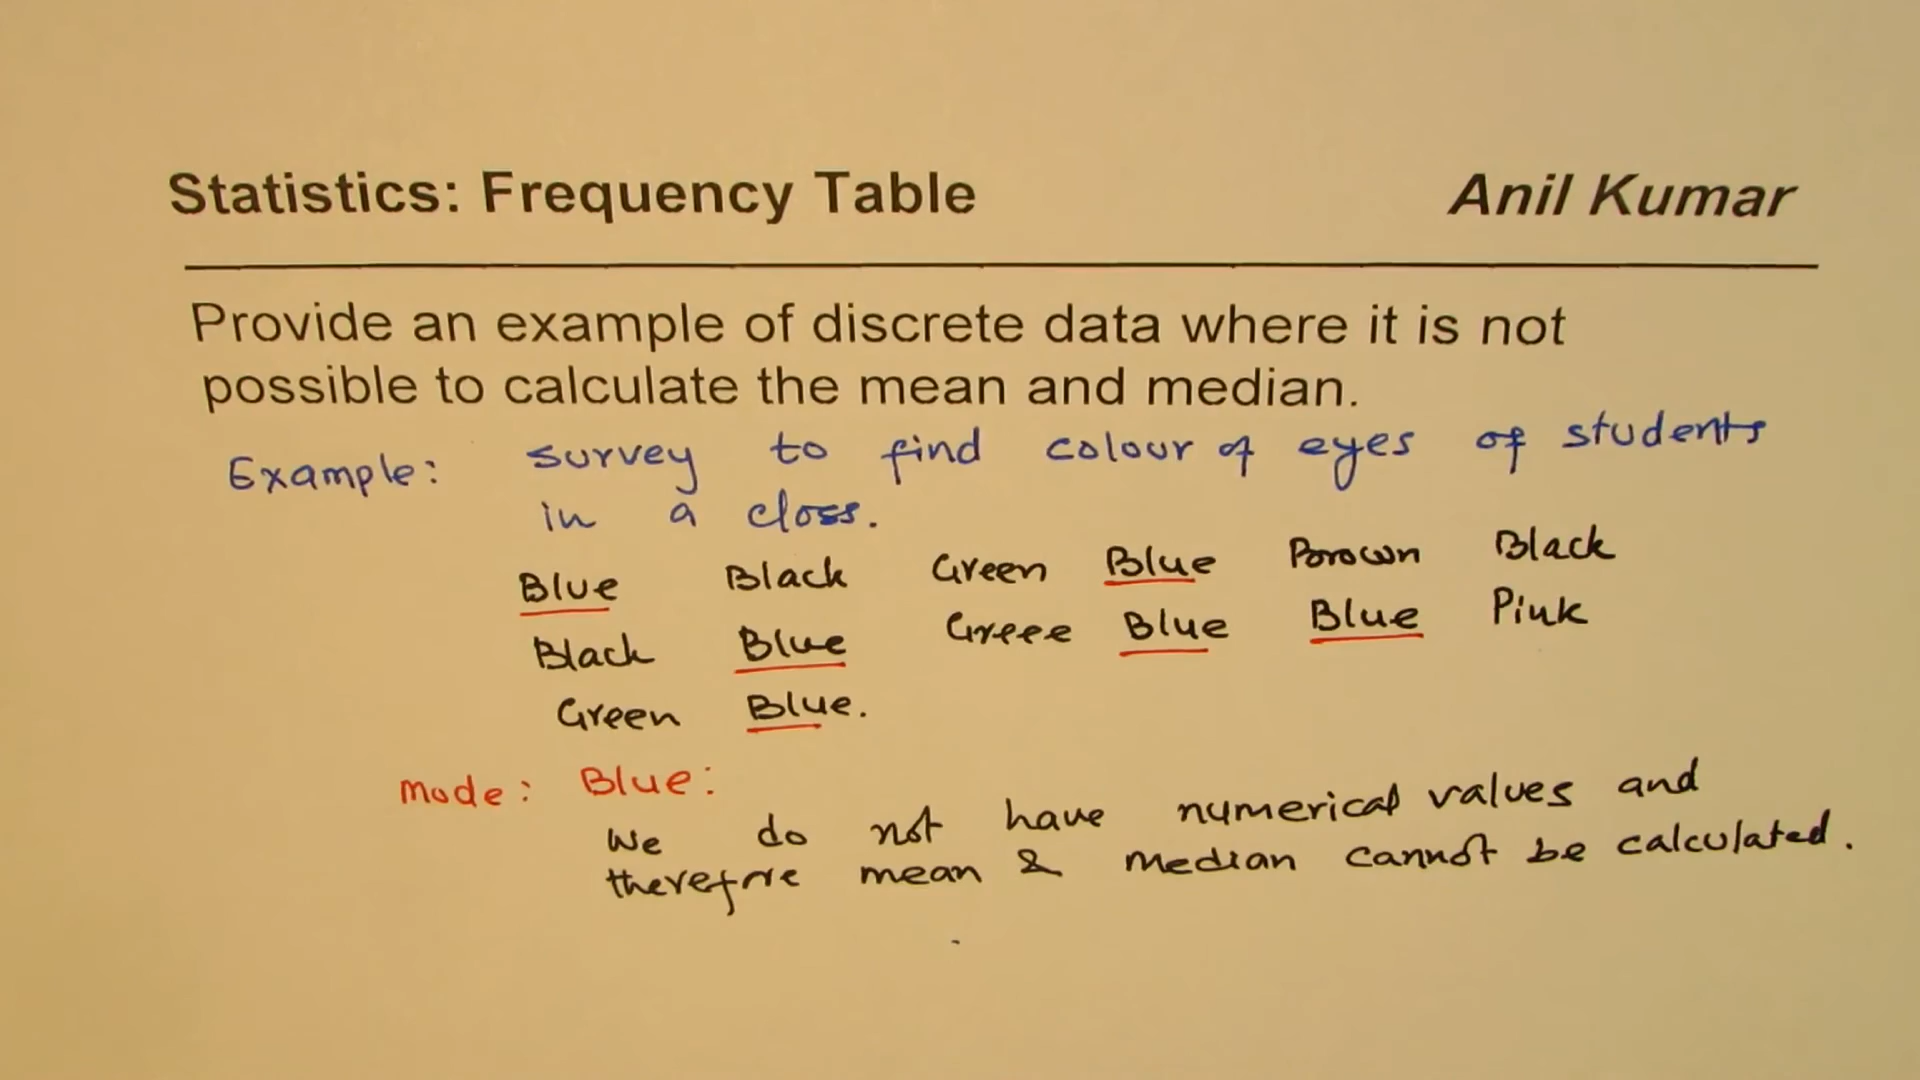 Statistics: Frequency Table Anil Kumar
Provide an example of discrete data where it is not
possible to calculate the mean and median.
Example: survey to find colour of eyes of students
in a class.
Blue Black Green Blue Brown Black
Black Blue Greee Blue Blue Pink
Green Blue.
Mode: Blue:
We do not have numerical values and
therefore mean & median cannot be calculated.